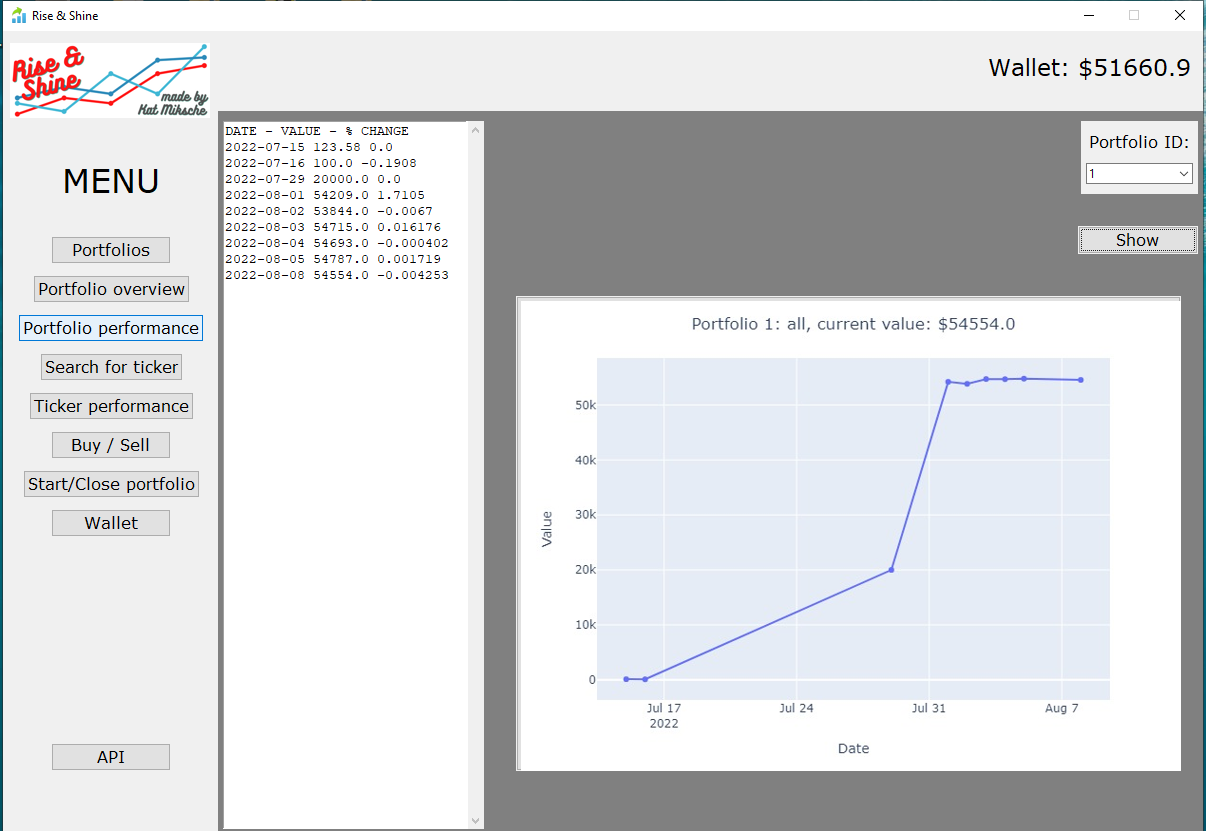 Rise & Shine
Rise &
Shine
made by
Kat Miksche
Wallet: $51660.9
MENU
Portfolios
Portfolio overview
Portfolio performance
Search for ticker
Ticker performance
Buy / Sell
Start/Close portfolio
Wallet
API
DATE - VALUE - % CHANGE
2022-07-15 123.58 0.0
2022-07-16 100.0 -0.1908
2022-07-29 20000.0 0.0
2022-08-01 54209.0 1.7105
2022-08-02 53844.0 -0.0067
2022-08-03 54715.0 0.016176
2022-08-04 54693.0 -0.000402
2022-08-05 54787.0 0.001719
2022-08-08 54554.0 -0.004253
Portfolio ID:
1
Show
Portfolio 1: all, current value: $54554.0
50k
40k
30k
20k
10k
0
Value
Jul 17 Jul 24 Jul 31 Aug 7
2022
Date